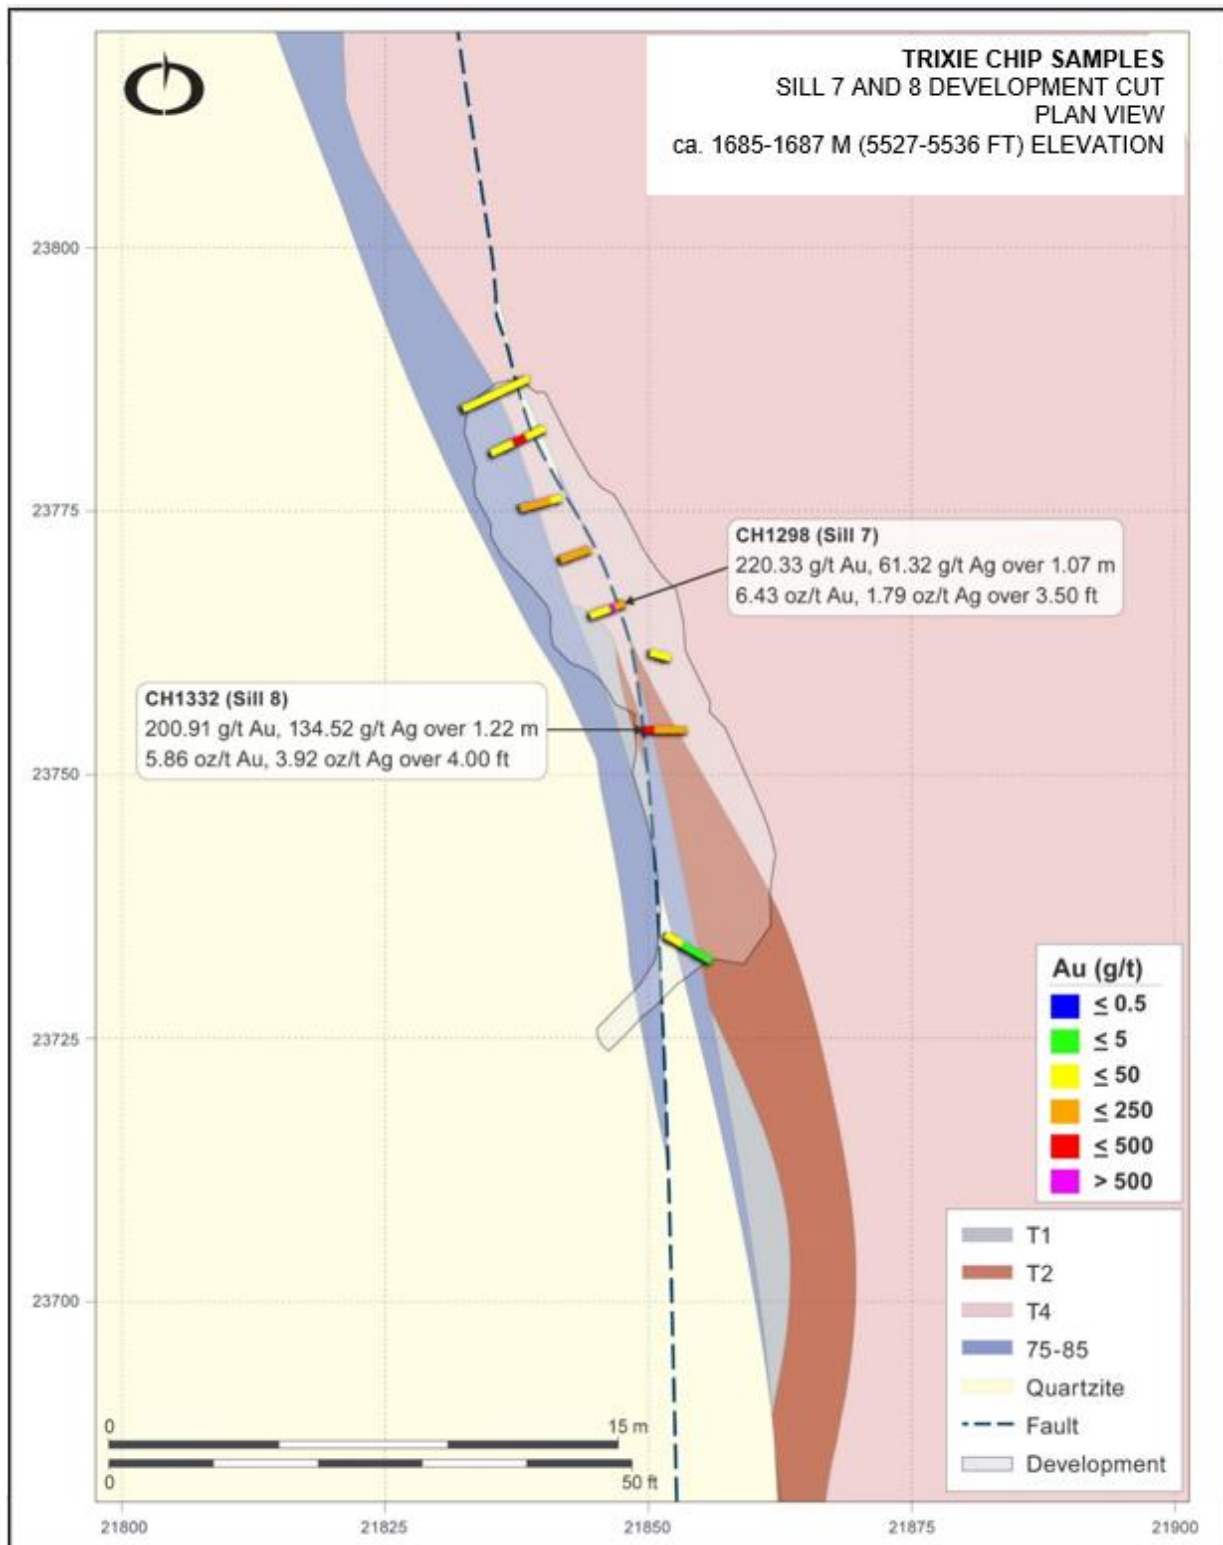 TRIXIE CHIP SAMPLES
SILL 7 AND 8 DEVELOPMENT CUT
PLAN VIEW
ca. 1685-1687 M (5527-5536 FT) ELEVATION
23800
23775
CH1298 (Sill 7)
220.33 g/t Au, 61.32 g/t Ag over 1.07 m
6.43 oz/t Au, 1.79 oz/t Ag over 3.50 ft
CH1332 (Sill 8)
200.91 g/t Au, 134.52 g/t Ag over 1.22 m
5.86 oz/t Au, 3.92 oz/t Ag over 4.00 ft
23750
23725
23700
Au (g/t)
≤ 0.5
≤ 5
≤ 50
≤ 250
≤ 500
> 500
T1
T2
T4
75-85
Quartzite
Fault
Development
0 15 m
0 50 ft
21800 21825 21850 21875 21900